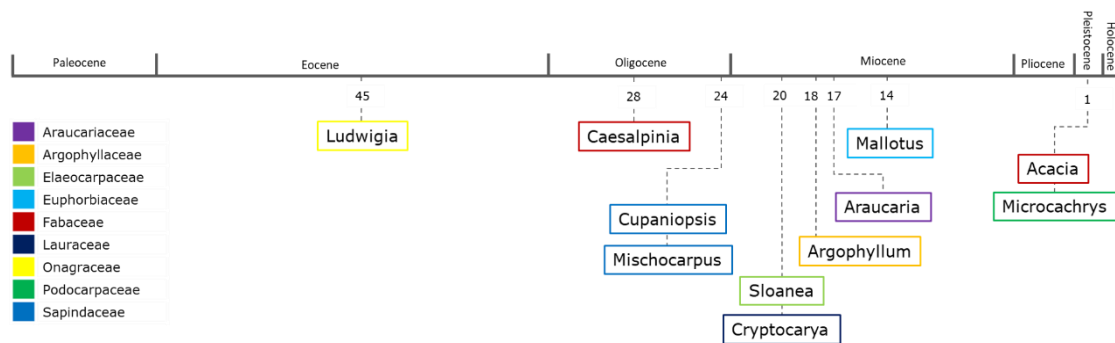 Paleocene
Eocene
Oligocene
Miocene
Pliocene
Pleistocene
Holocene
45
28
24
20
18
17
14
1
Araucariaceae
Argophyllaceae
Elaeocarpaceae
Euphorbiaceae
Fabaceae
Lauraceae
Onagraceae
Podocarpaceae
Sapindaceae
Ludwigia
Caesalpinia
Mallotus
Acacia
Cupaniopsis
Araucaria
Microcachrys
Mischocarpus
Argophyllum
Sloanea
Cryptocarya